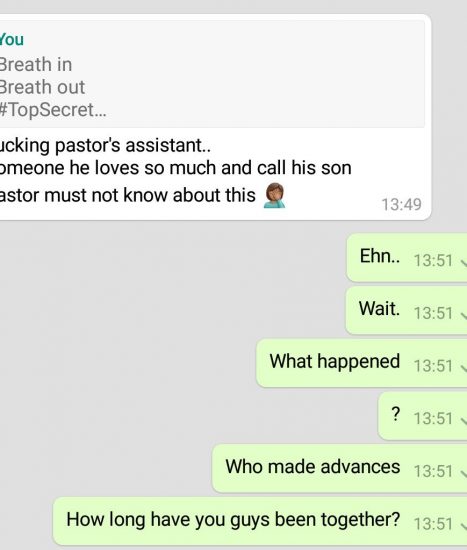 You
Breath in
Breath out
#TopSecret...
ucking pastor's assistant..
omeone he loves so much and call his son
astor must not know about this
13:49
Ehn.. 13:51
Wait. 13:51
What happened 13:51
? 13:51
Who made advances 13:51
How long have you guys been together? 13:51